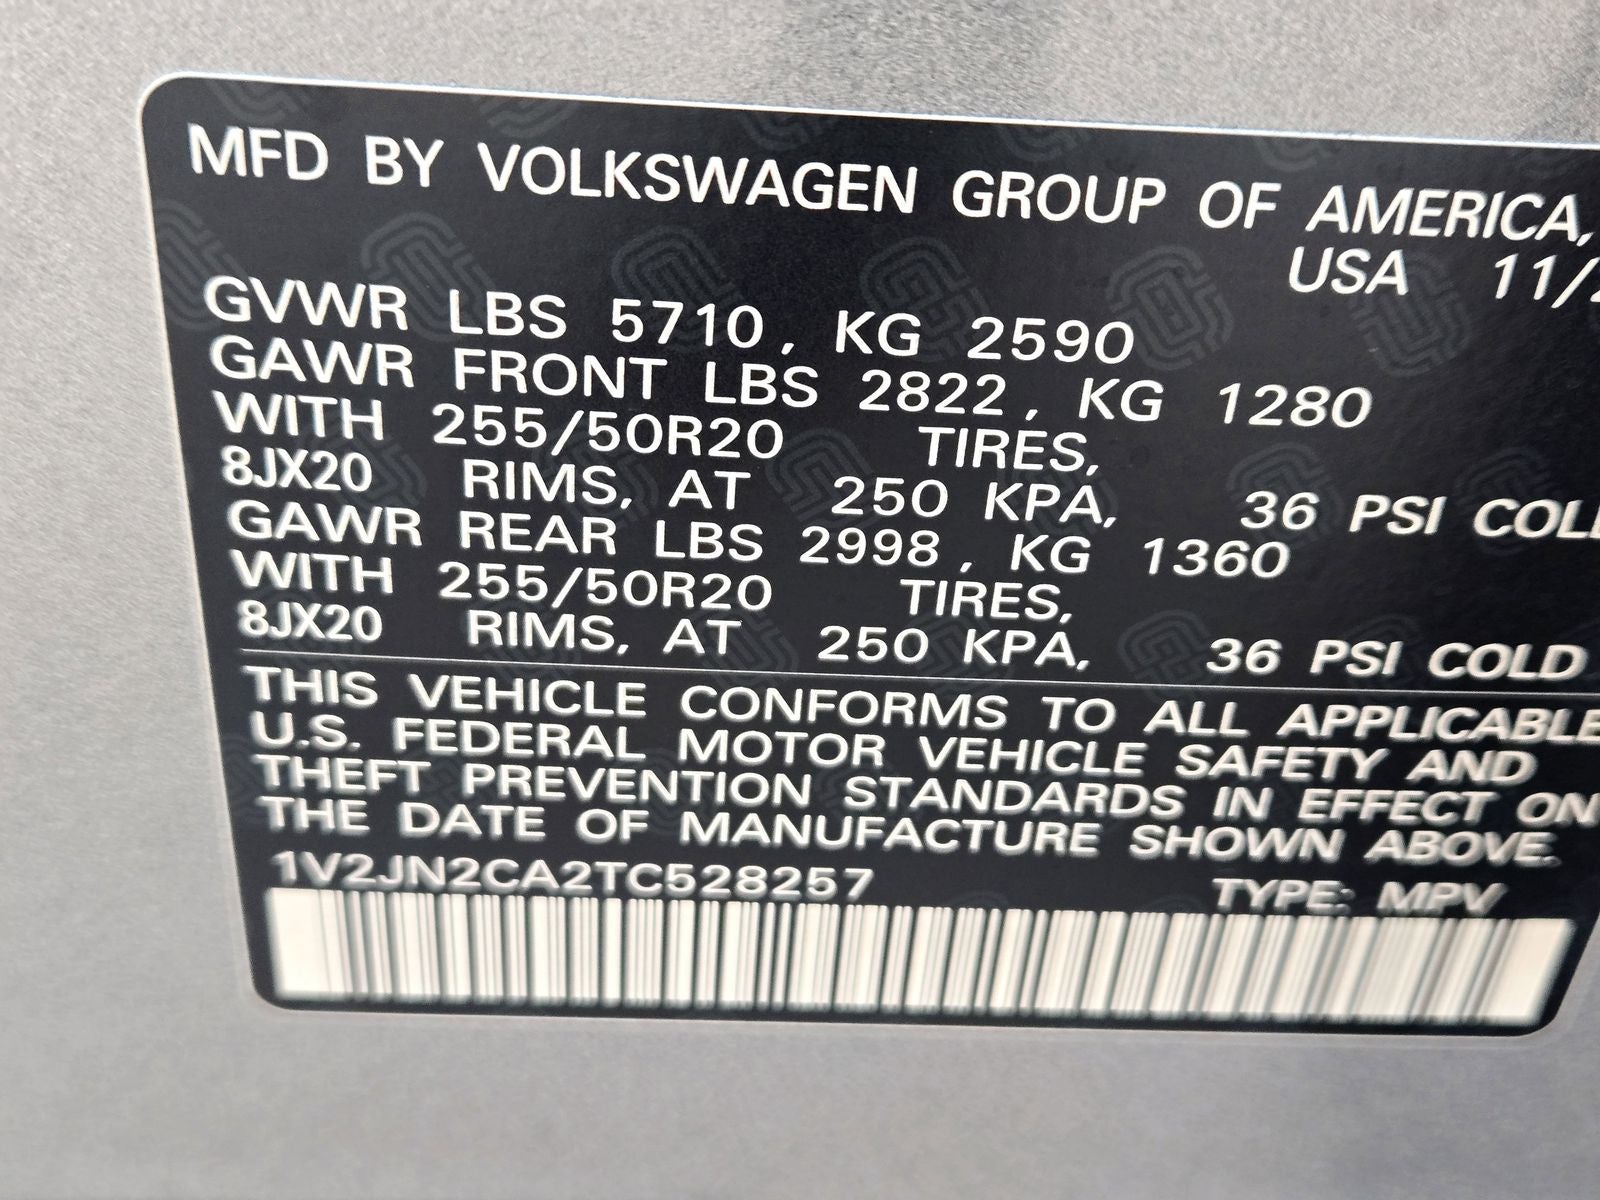 MFD BY VOLKSWAGEN GROUP OF AMERICA,
USA 11/2
GVWR LBS 5710, KG 2590
GAWR FRONT LBS 2822, KG 1280
WITH 255/50R20 TIRES,
8JX20 RIMS, AT 250 KPA, 36 PSI COLD
GAWR REAR LBS 2998, KG 1360
WITH 255/50R20 TIRES,
8JX20 RIMS, AT 250 KPA, 36 PSI COLD
THIS VEHICLE CONFORMS TO ALL APPLICABLE
U.S. FEDERAL MOTOR VEHICLE SAFETY AND
THEFT PREVENTION STANDARDS IN EFFECT ON
THE DATE OF MANUFACTURE SHOWN ABOVE.
1V2JN2CA2TC528257 TYPE: MPV